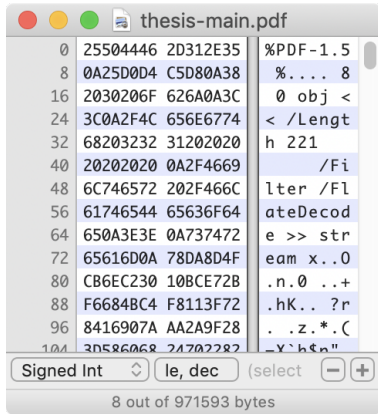 thesis-main.pdf
0 25504446 2D312E35 %PDF-1.5
8 0A25D0D4 C5D80A38 %.... 8
16 2030206F 626A0A3C 0 obj <
24 3C0A2F4C 656E6774 < /Lengt
32 68203232 31202020 h 221
40 20202020 0A2F4669 /Fi
48 6C746572 202F466C lter /Fl
56 61746544 65636F64 ateDecod
64 650A3E3E 0A737472 e >> str
72 65616D0A 78DA8D4F eam x..O
80 CB6EC230 10BCE72B .n.0 ..+
88 F6684BC4 F8113F72 .hK.. ?r
96 8416907A AA2A9F28 . .z.*.(
104 3D586068 24702282 =X`h$p"
Signed Int le, dec (select
8 out of 971593 bytes